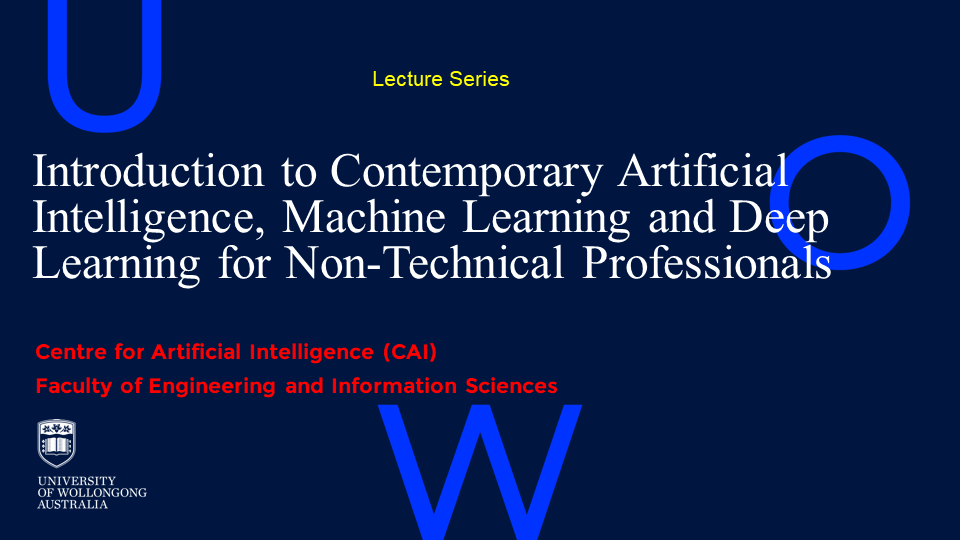 U
Lecture Series
O
Introduction to Contemporary Artificial
Intelligence, Machine Learning and Deep
Learning for Non-Technical Professionals
Centre for Artificial Intelligence (CAI)
Faculty of Engineering and Information Sciences
W
UNIVERSITY
OF WOLLONGONG
AUSTRALIA